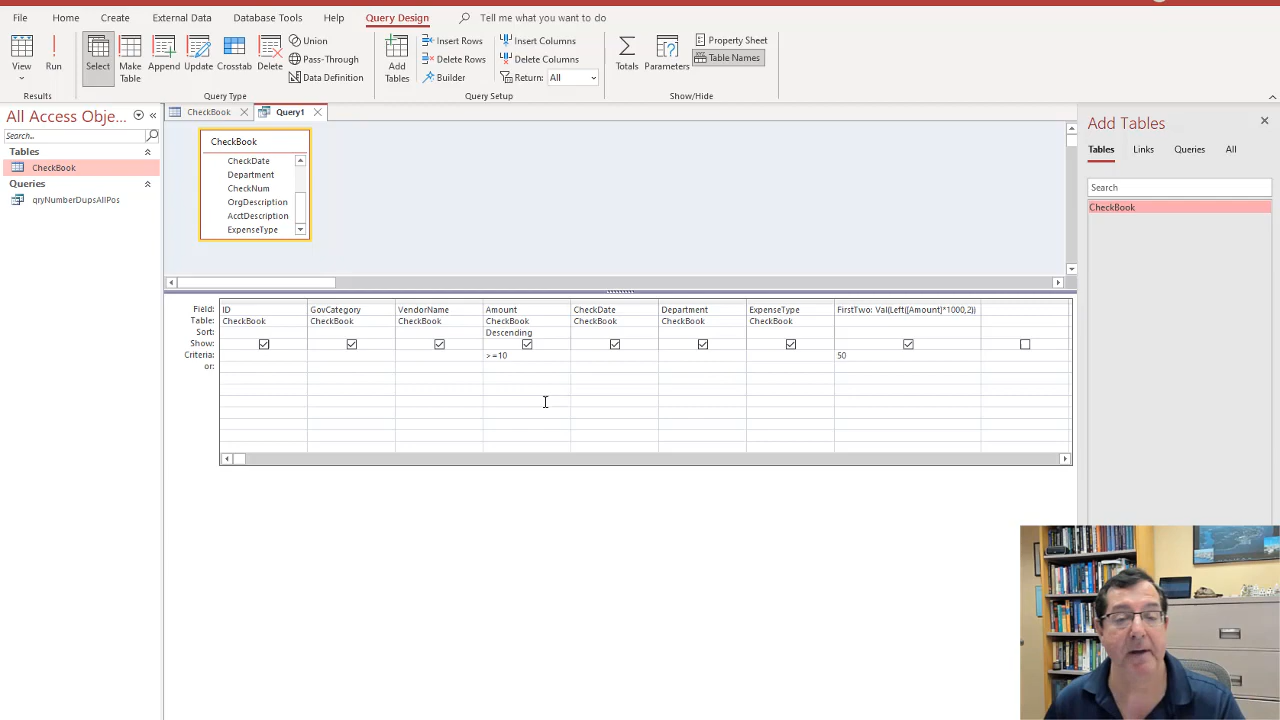 File Home Create External Data Database Tools Help Query Design Tell me what you want to do
View Run Select Make Table Append Update Crosstab Delete Union Pass-Through Data Definition Add Tables Insert Rows Delete Rows Builder Insert Columns Delete Columns Return: All Totals Parameters Property Sheet Table Names
Results Query Type Query Setup Show/Hide
All Access Obje... « CheckBook Query1
Search...
Tables
CheckBook
Queries
qryNumberDupsAllPos
CheckBook
CheckDate
Department
CheckNum
OrgDescription
AcctDescription
ExpenseType
Field: ID GovCategory VendorName Amount CheckDate Department ExpenseType FirstTwo: Val(Left([Amount]*1000,2))
Table: CheckBook CheckBook CheckBook CheckBook CheckBook CheckBook CheckBook
Sort: Descending
Show:
Criteria: >=10 50
or:
Add Tables
Tables Links Queries All
Search
CheckBook